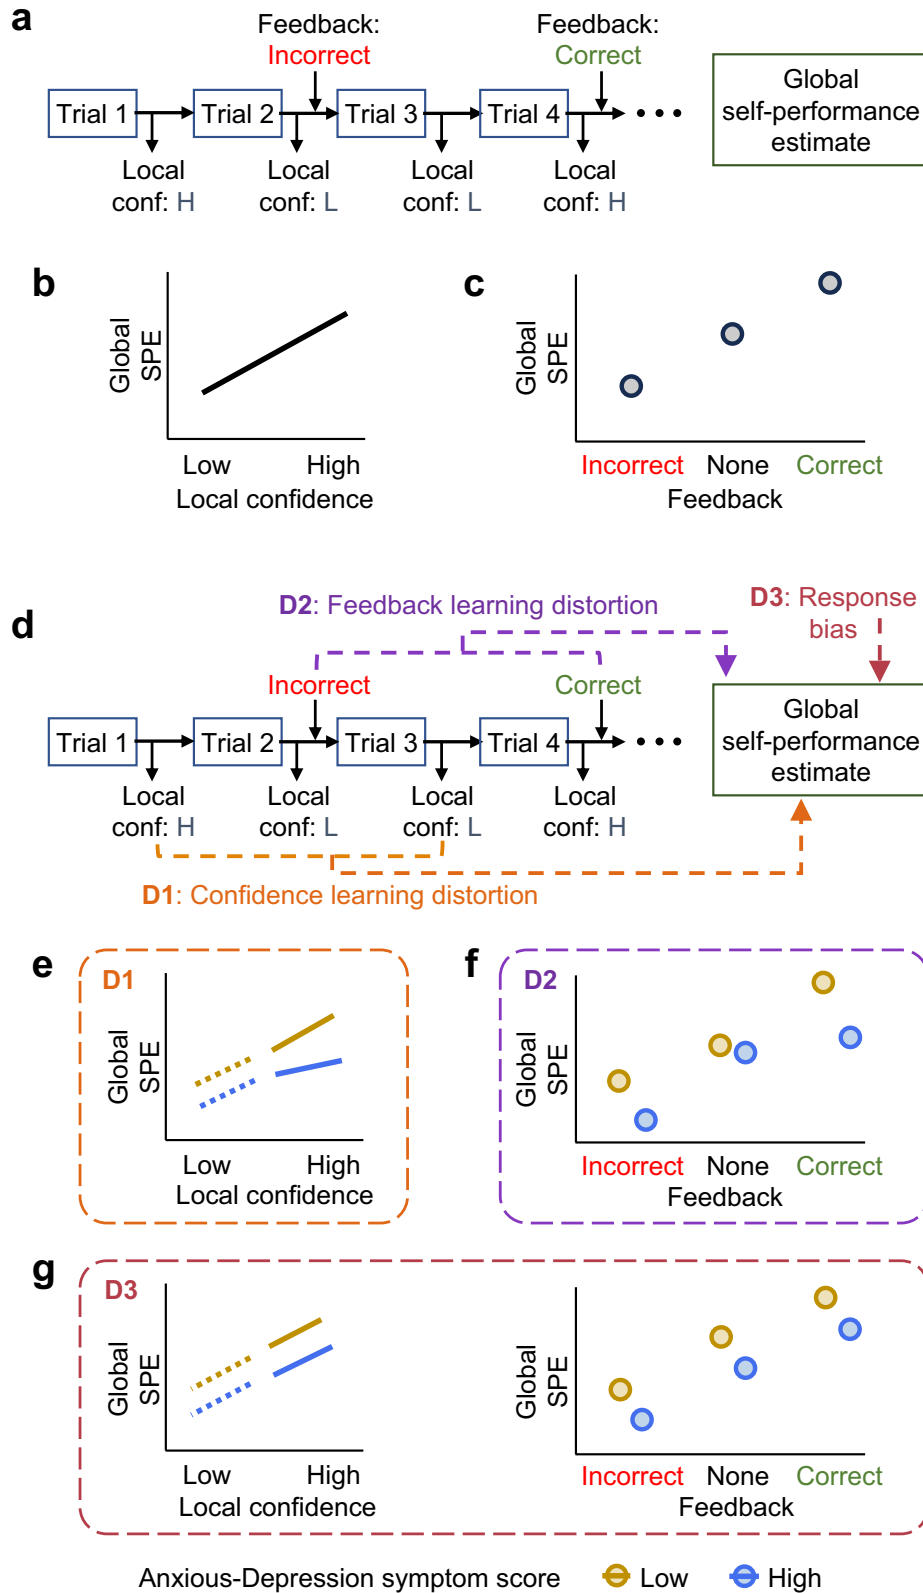 a
Feedback:
Incorrect
Feedback:
Correct
Trial 1
Trial 2
Trial 3
Trial 4
Global
self-performance
estimate
Local
conf: H
Local
conf: L
Local
conf: L
Local
conf: H
b
Global
SPE
Low
High
Local confidence
c
Global
SPE
Incorrect
None
Correct
Feedback
d
D2: Feedback learning distortion
D3: Response
bias
Incorrect
Correct
Trial 1
Trial 2
Trial 3
Trial 4
Global
self-performance
estimate
Local
conf: H
Local
conf: L
Local
conf: L
Local
conf: H
D1: Confidence learning distortion
e
D1
Global
SPE
Low
High
Local confidence
f
D2
Global
SPE
Incorrect
None
Correct
Feedback
g
D3
Global
SPE
Low
High
Local confidence
Global
SPE
Incorrect
None
Correct
Feedback
Anxious-Depression symptom score
Low
High